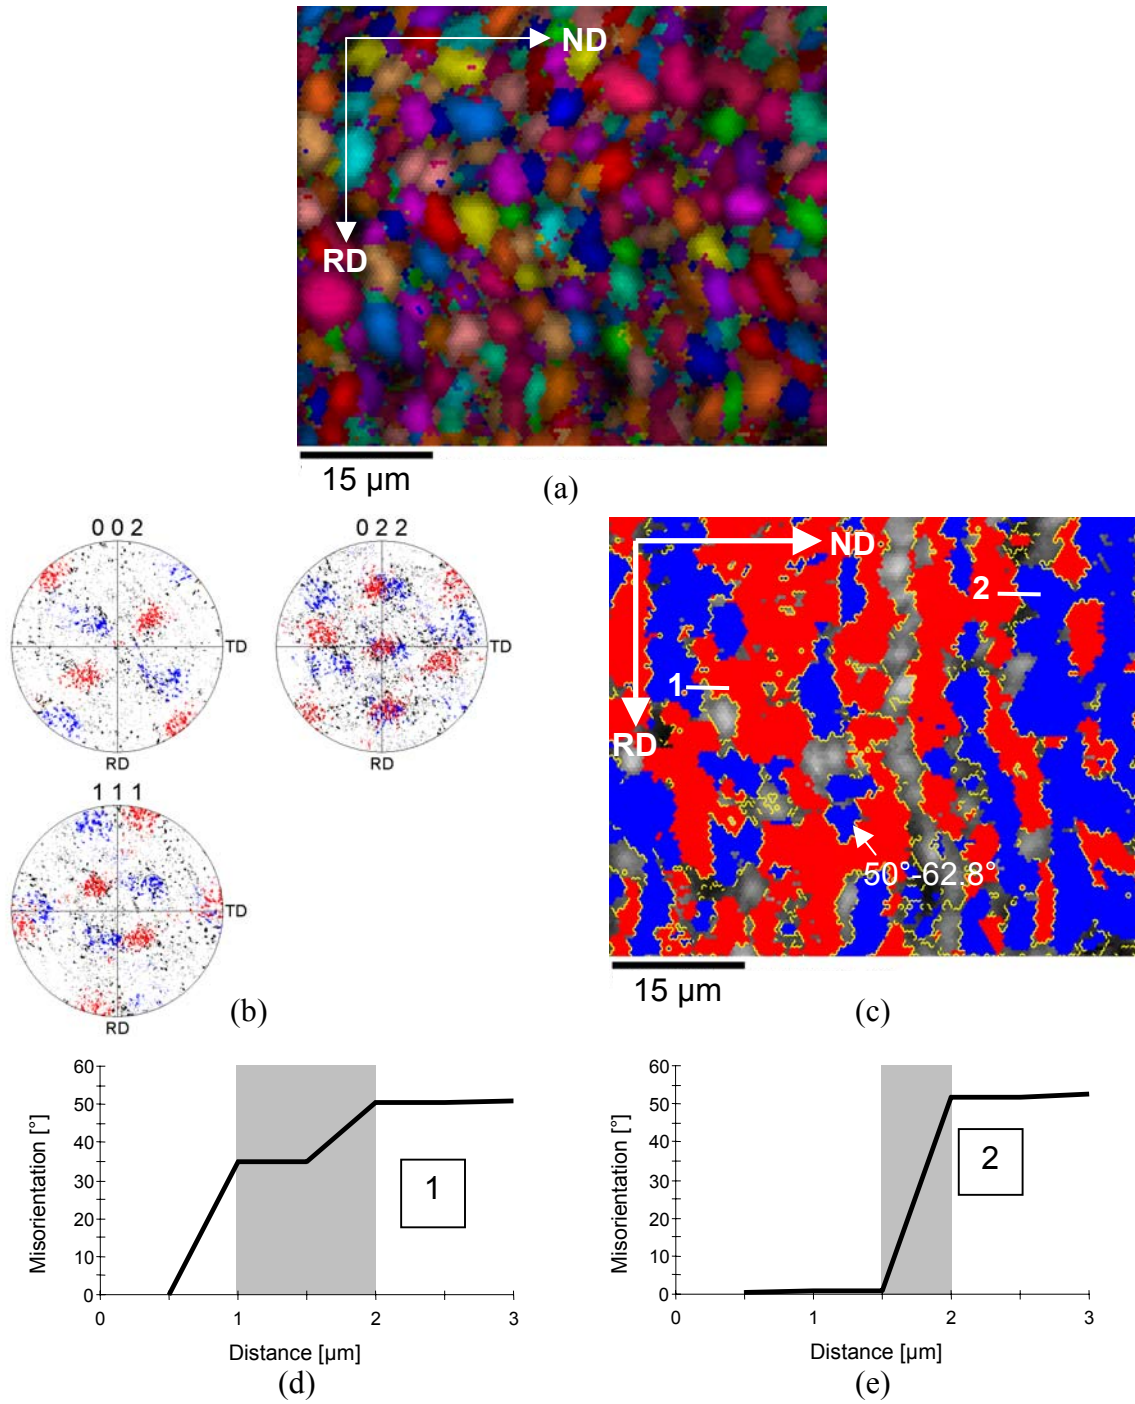 ND
RD
15 µm
(a)
0 0 2
TD
RD
0 2 2
TD
RD
1 1 1
TD
RD
(b)
ND
2
1
RD
50°-62.8°
15 µm
(c)
Misorientation [°]
60
50
40
30
20
10
0
0
1
2
3
1
Distance [µm]
(d)
Misorientation [°]
60
50
40
30
20
10
0
0
1
2
3
2
Distance [µm]
(e)